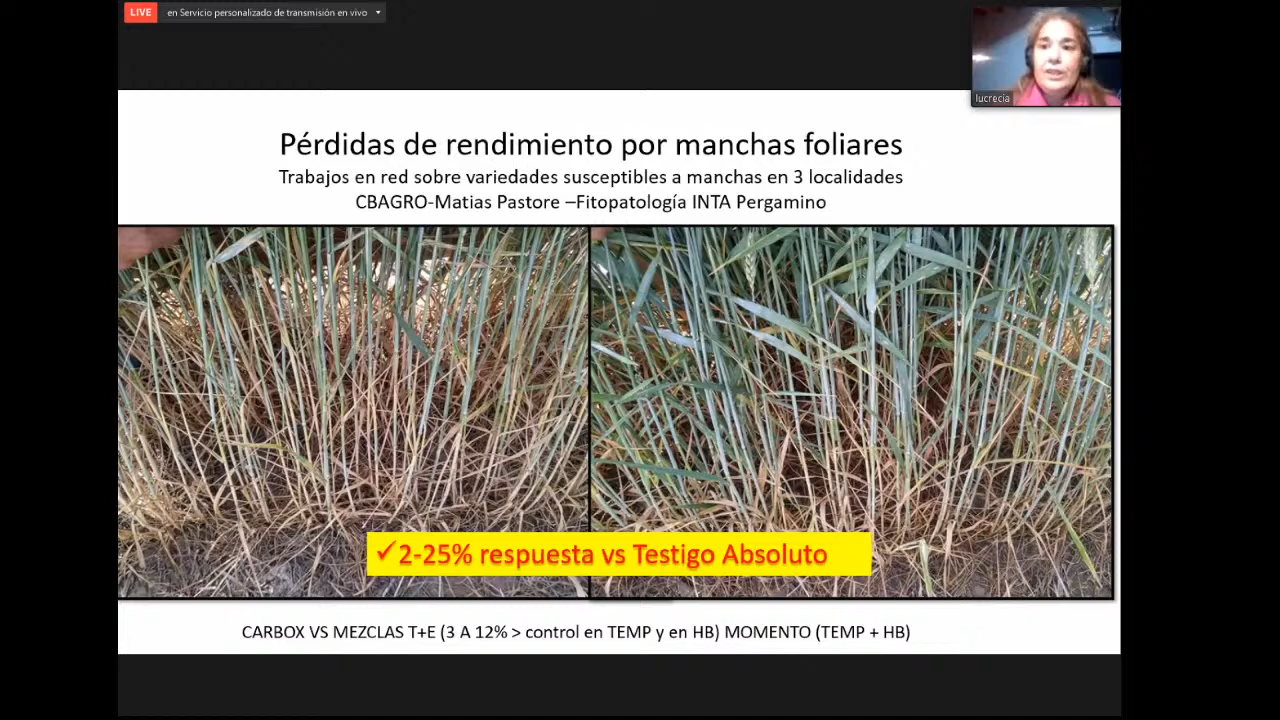 LIVE en Servicio personalizado de transmisión en vivo
lucrecia
Pérdidas de rendimiento por manchas foliares
Trabajos en red sobre variedades susceptibles a manchas en 3 localidades
CBAGRO-Matias Pastore –Fitopatología INTA Pergamino
✓2-25% respuesta vs Testigo Absoluto
CARBOX VS MEZCLAS T+E (3 A 12% > control en TEMP y en HB) MOMENTO (TEMP + HB)